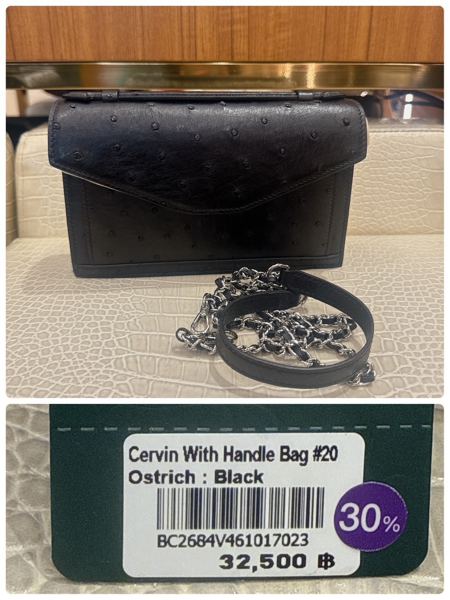 Cervin With Handle Bag #20
Ostrich : Black
BC2684V461017023
32,500 ฿
30%